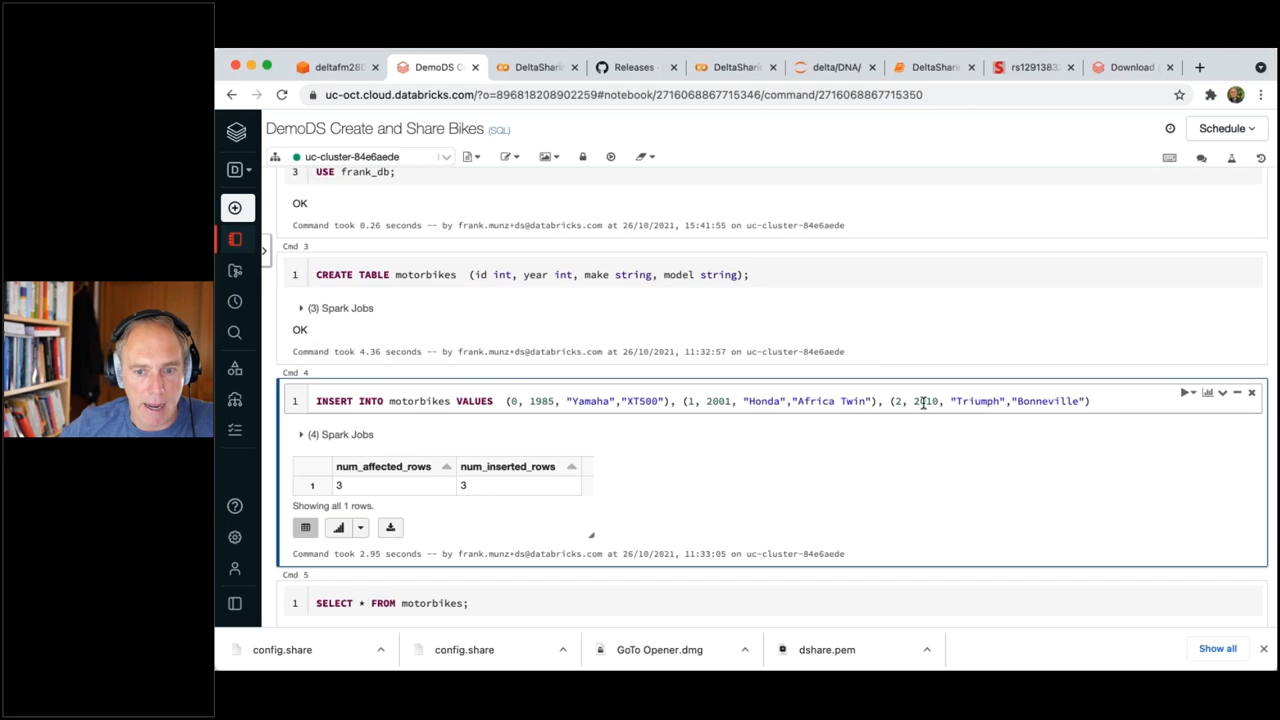 deltafm28D
DemoDS C
DeltaSharin
Releases
DeltaSharin
delta/DNA/
DeltaShari
rs1291383
Download
uc-oct.cloud.databricks.com/?o=896818208902259#notebook/2716098867715346/command/2716068867715350
DemoDS Create and Share Bikes (SQL)
Schedule
D
uc-cluster-84e6aede
3 USE frank_db;
OK
Command took 0.26 seconds -- by frank.munz+ds@databricks.com at 26/10/2021, 15:41:55 on uc-cluster-84e6aede
Cmd 3
1 CREATE TABLE motorbikes (id int, year int, make string, model string);
(3) Spark Jobs
OK
Command took 4.36 seconds -- by frank.munz+ds@databricks.com at 26/10/2021, 11:32:57 on uc-cluster-84e6aede
Cmd 4
1 INSERT INTO motorbikes VALUES (0, 1985, "Yamaha","XT500"), (1, 2001, "Honda","Africa Twin"), (2, 2010, "Triumph","Bonneville")
(4) Spark Jobs
num_affected_rows num_inserted_rows
1 3 3
Showing all 1 rows.
Command took 2.95 seconds -- by frank.munz+ds@databricks.com at 26/10/2021, 11:33:05 on uc-cluster-84e6aede
Cmd 5
1 SELECT * FROM motorbikes;
config.share
config.share
GoTo Opener.dmg
dshare.pem
Show all